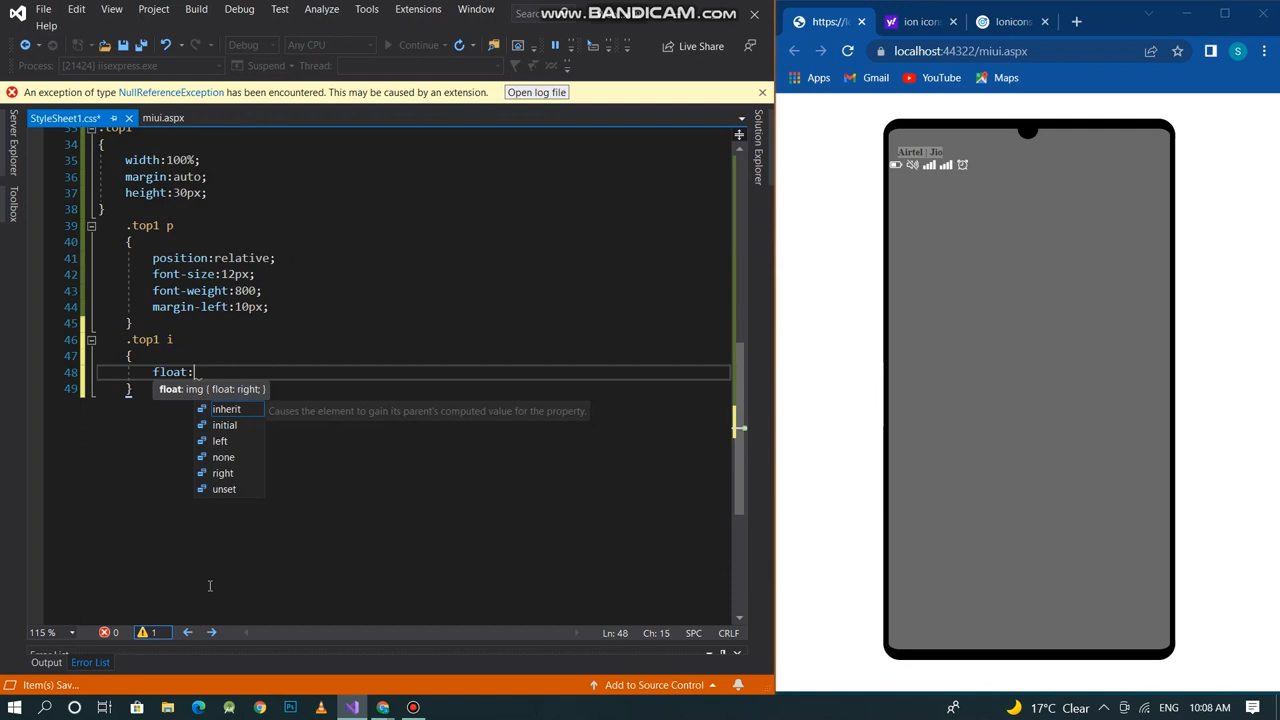 File Edit View Project Build Debug Test Analyze Tools Extensions Window
Help
Sear
www.BANDICAM.com
Debug Any CPU Continue Live Share
Process: [21424] iisexpress.exe Suspend Thread:
An exception of type NullReferenceException has been encountered. This may be caused by an extension. Open log file
StyleSheet1.css* miui.aspx
Server Explorer
Toolbox
Solution Explorer
33 .top1
34 {
35 width:100%;
36 margin:auto;
37 height:30px;
38 }
39 .top1 p
40 {
41 position:relative;
42 font-size:12px;
43 font-weight:800;
44 margin-left:10px;
45 }
46 .top1 i
47 {
48 float:
49 }
float: img { float: right; }
inherit Causes the element to gain its parent's computed value for the property.
initial
left
none
right
unset
115 % 0 1 Ln: 48 Ch: 15 SPC CRLF
Error List
Output Error List
Item(s) Sav... Add to Source Control
https://l ion icons Ionicons
localhost:44322/miui.aspx S
Apps Gmail YouTube Maps
Airtel | Jio
17°C Clear ENG 10:08 AM